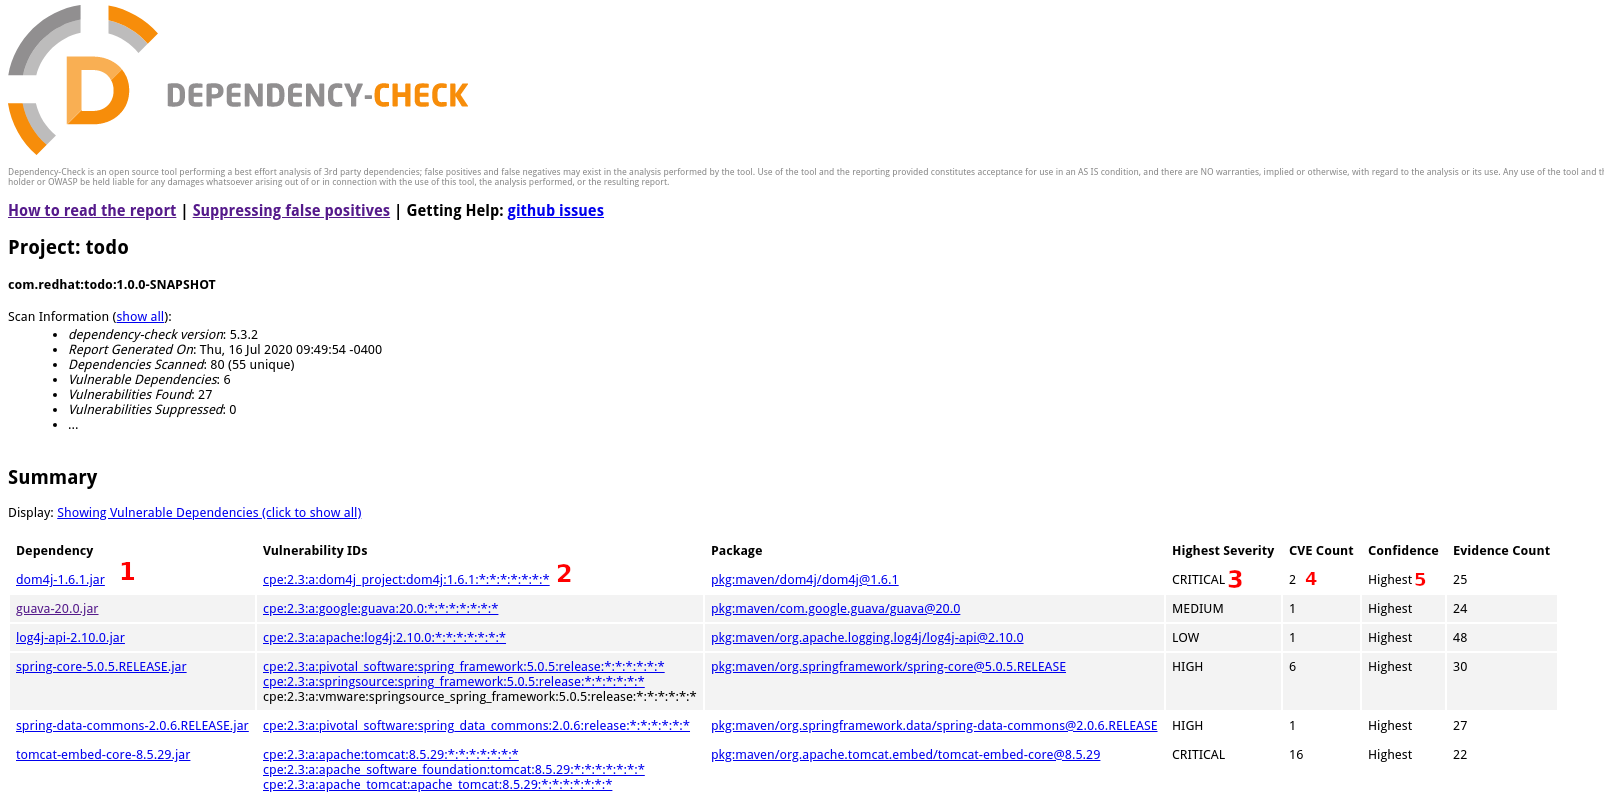 D
DEPENDENCY-CHECK
Dependency-Check is an open source tool performing a best effort analysis of 3rd party dependencies; false positives and false negatives may exist in the analysis performed by the tool. Use of the tool and the reporting provided constitutes acceptance for use in an AS IS condition, and there are NO warranties, implied or otherwise, with regard to the analysis or its use. Any use of the tool and
holder or OWASP be held liable for any damages whatsoever arising out of or in connection with the use of this tool, the analysis performed, or the resulting report.
How to read the report | Suppressing false positives | Getting Help: github issues
Project: todo
com.redhat:todo:1.0.0-SNAPSHOT
Scan Information (show all):
• dependency-check version: 5.3.2
• Report Generated On: Thu, 16 Jul 2020 09:49:54 -0400
• Dependencies Scanned: 80 (55 unique)
• Vulnerable Dependencies: 6
• Vulnerabilities Found: 27
• Vulnerabilities Suppressed: 0
• ...
Summary
Display: Showing Vulnerable Dependencies (click to show all)
Dependency Vulnerability IDs Package Highest Severity CVE Count Confidence Evidence Count
dom4j-1.6.1.jar 1 cpe:2.3:a:dom4j_project:dom4j:1.6.1:*:*:*:*:*:*:* 2 pkg:maven/dom4j/dom4j@1.6.1 CRITICAL 3 2 4 Highest 5 25
guava-20.0.jar cpe:2.3:a:google:guava:20.0:*:*:*:*:*:*:* pkg:maven/com.google.guava/guava@20.0 MEDIUM 1 Highest 24
log4j-api-2.10.0.jar cpe:2.3:a:apache:log4j:2.10.0:*:*:*:*:*:*:* pkg:maven/org.apache.logging.log4j/log4j-api@2.10.0 LOW 1 Highest 48
spring-core-5.0.5.RELEASE.jar cpe:2.3:a:pivotal_software:spring_framework:5.0.5:release:*:*:*:*:*:* pkg:maven/org.springframework/spring-core@5.0.5.RELEASE HIGH 6 Highest 30
cpe:2.3:a:springsource:spring_framework:5.0.5:release:*:*:*:*:*:*
cpe:2.3:a:vmware:springsource_spring_framework:5.0.5:release:*:*:*:*:*:*
spring-data-commons-2.0.6.RELEASE.jar cpe:2.3:a:pivotal_software:spring_data_commons:2.0.6:release:*:*:*:*:*:* pkg:maven/org.springframework.data/spring-data-commons@2.0.6.RELEASE HIGH 1 Highest 27
tomcat-embed-core-8.5.29.jar cpe:2.3:a:apache:tomcat:8.5.29:*:*:*:*:*:*:* pkg:maven/org.apache.tomcat.embed/tomcat-embed-core@8.5.29 CRITICAL 16 Highest 22
cpe:2.3:a:apache_software_foundation:tomcat:8.5.29:*:*:*:*:*:*:*
cpe:2.3:a:apache_tomcat:apache_tomcat:8.5.29:*:*:*:*:*:*:*